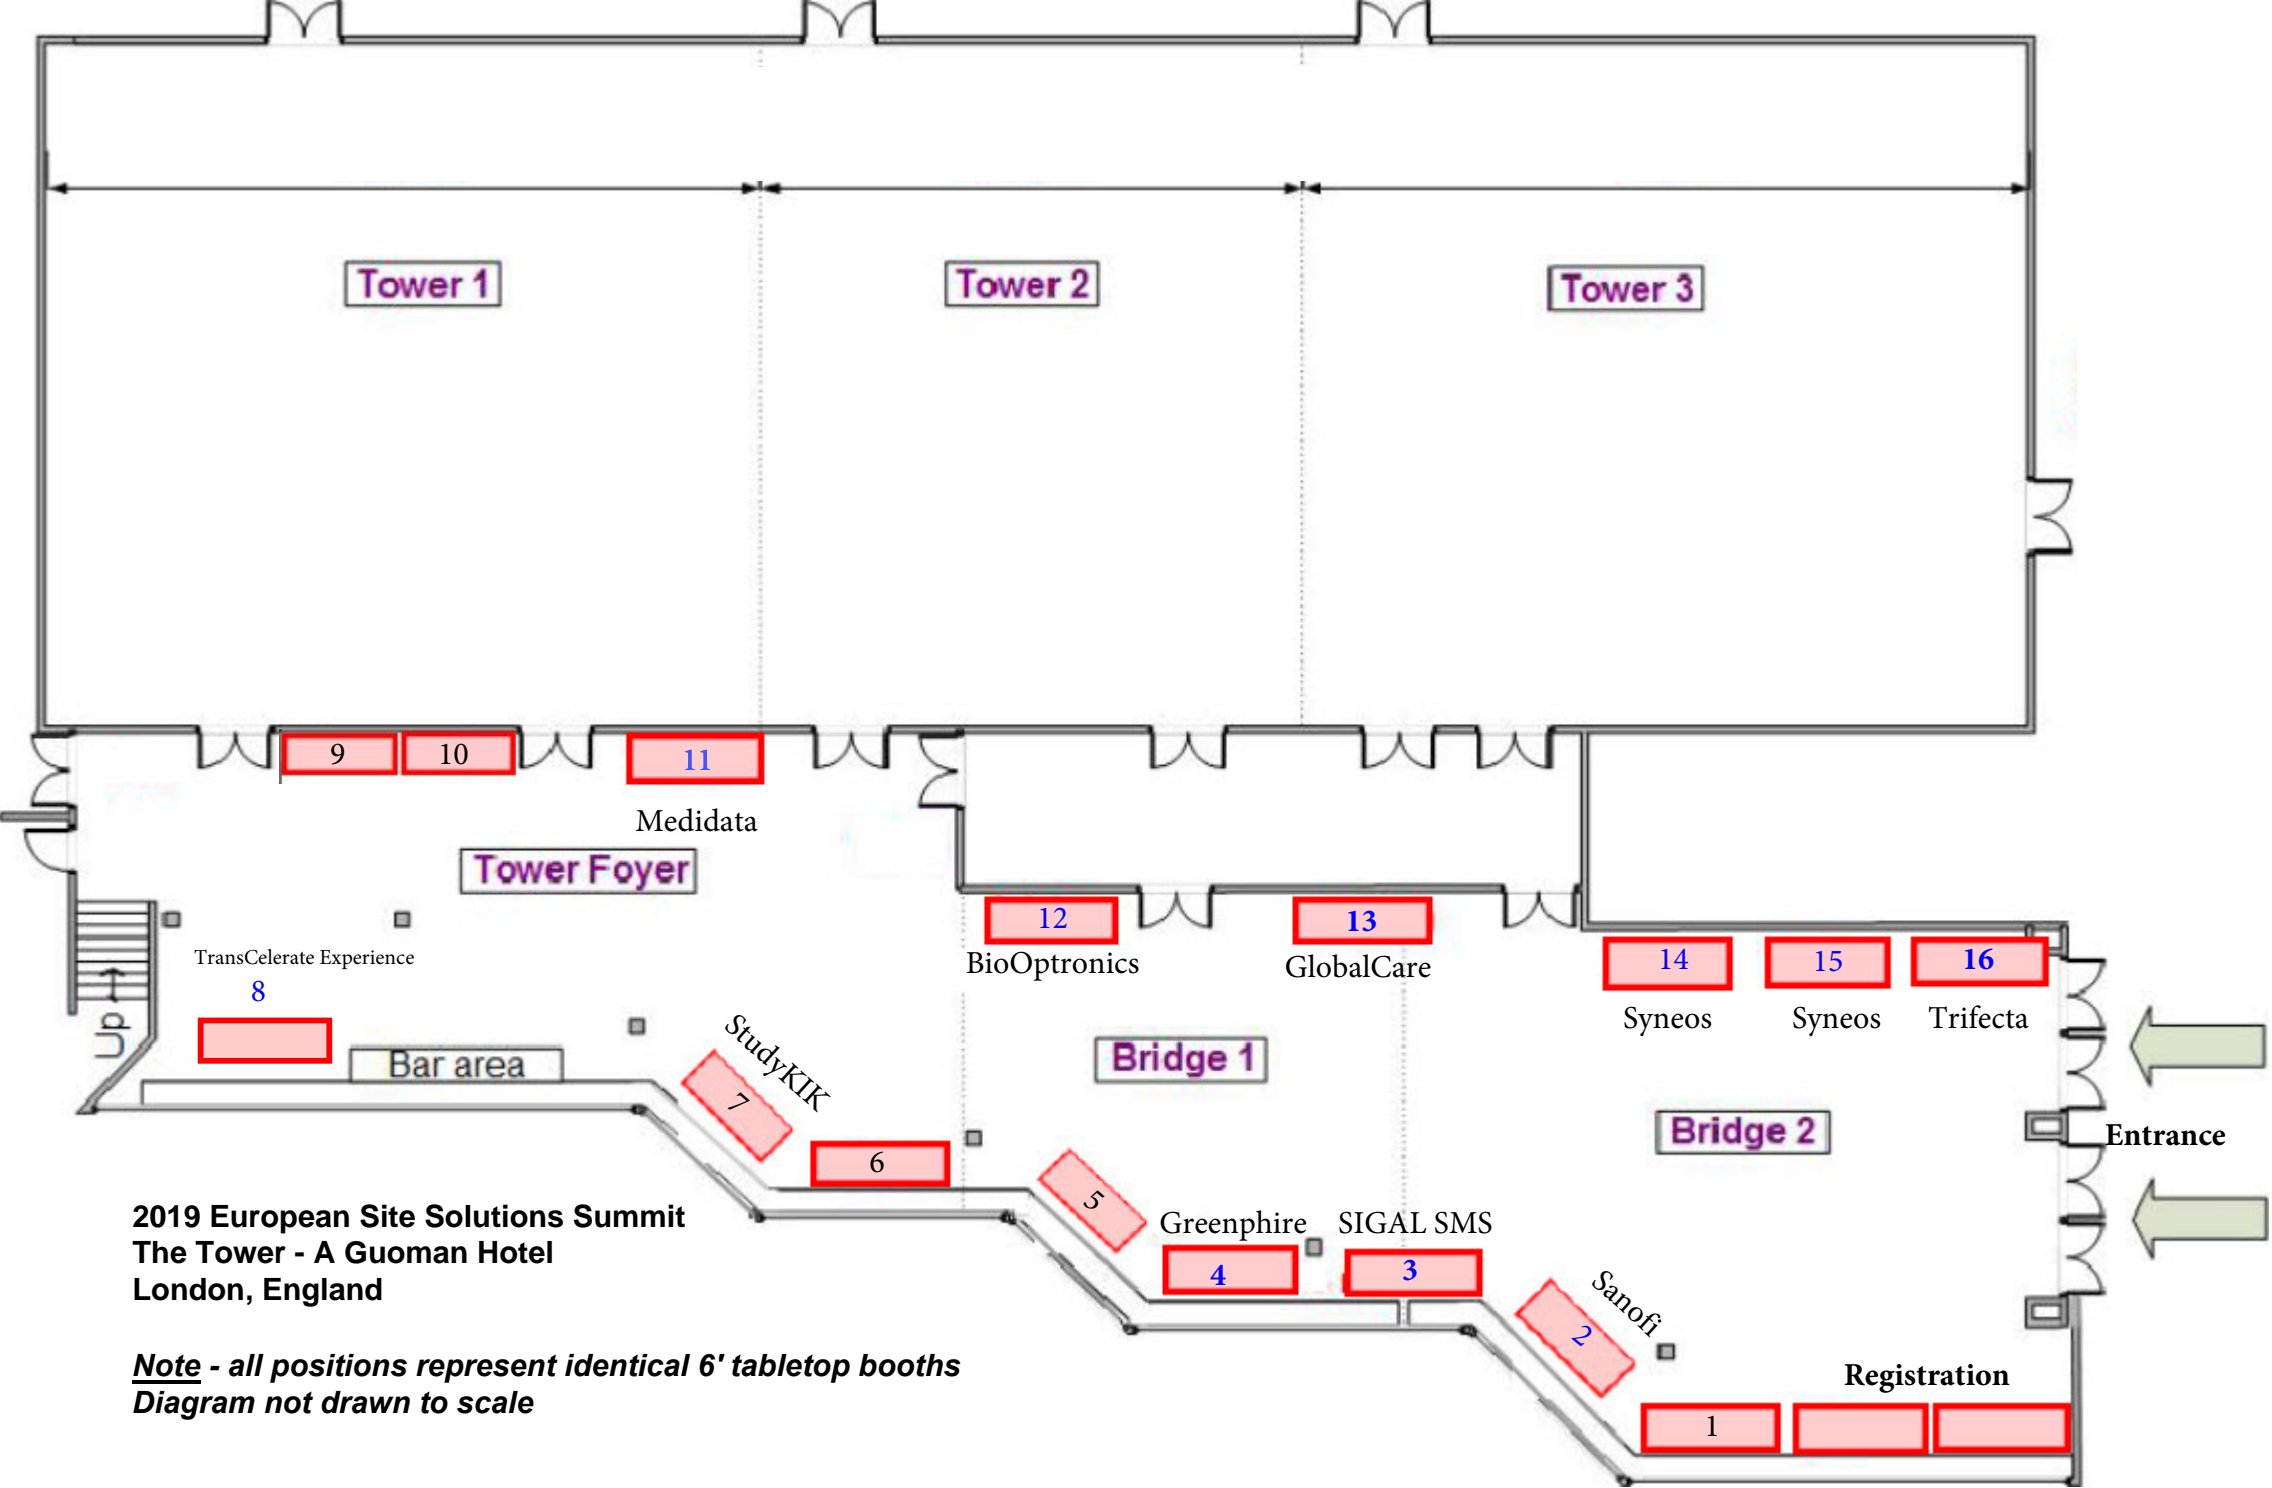 Tower 1
Tower 2
Tower 3
9
10
11
Medidata
Tower Foyer
12
BioOptronics
13
GlobalCare
14
Syneos
15
Syneos
16
Trifecta
TransCelerate Experience
8
Up
Bar area
StudyKIK
7
6
Bridge 1
Bridge 2
Entrance
5
Greenphire
4
SIGAL SMS
3
Sanofi
2
Registration
1
2019 European Site Solutions Summit
The Tower - A Guoman Hotel
London, England
Note - all positions represent identical 6' tabletop booths
Diagram not drawn to scale